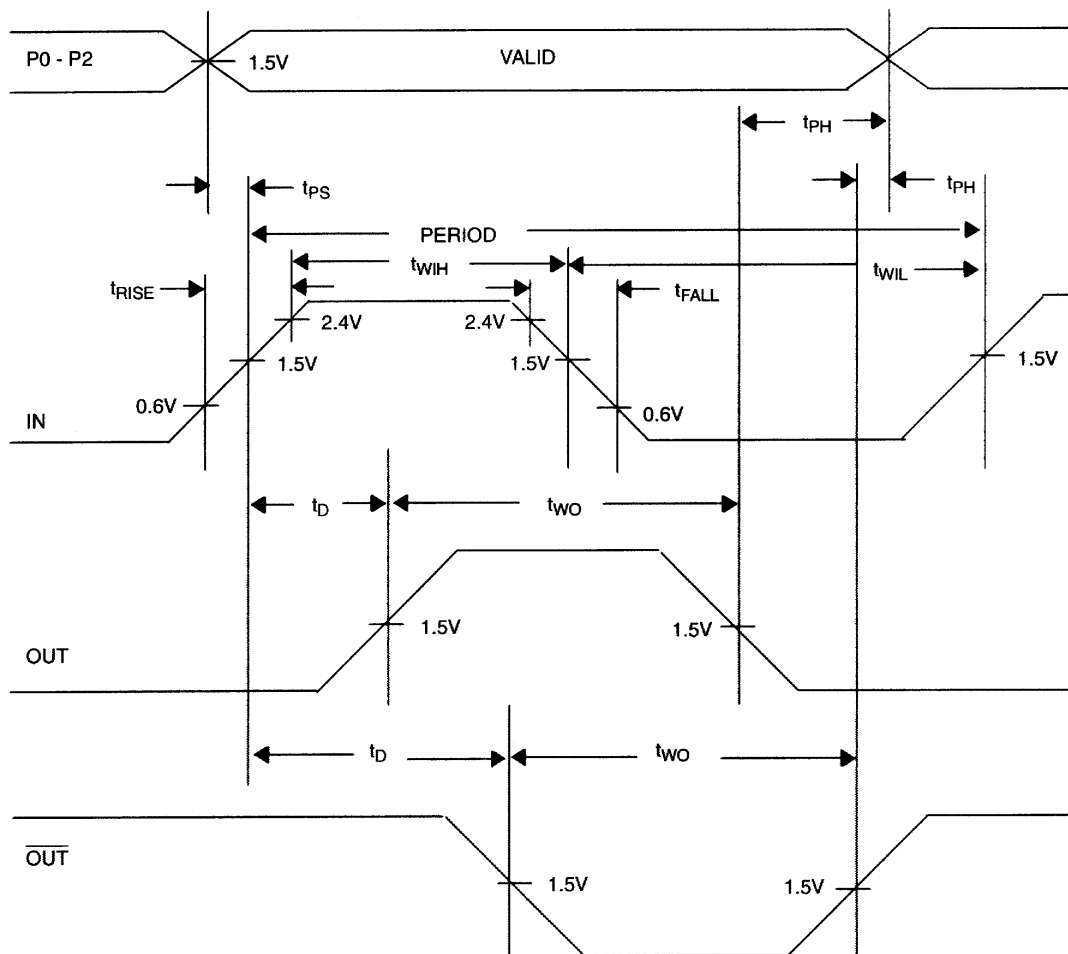 P0 - P2
1.5V
VALID
tPH
tPS
tPH
PERIOD
tWIH
tWIL
tRISE
tFALL
2.4V
2.4V
1.5V
1.5V
1.5V
0.6V
0.6V
IN
tD
tWO
1.5V
1.5V
OUT
tD
tWO
O̅U̅T̅
1.5V
1.5V